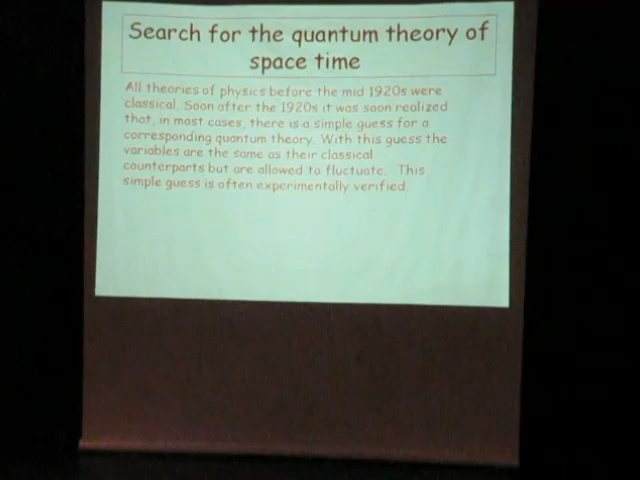 Search for the quantum theory of
space time
All theories of physics before the mid 1920s were
classical. Soon after the 1920s it was soon realized
that, in most cases, there is a simple guess for a
corresponding quantum theory. With this guess the
variables are the same as their classical
counterparts but are allowed to fluctuate. This
simple guess is often experimentally verified.